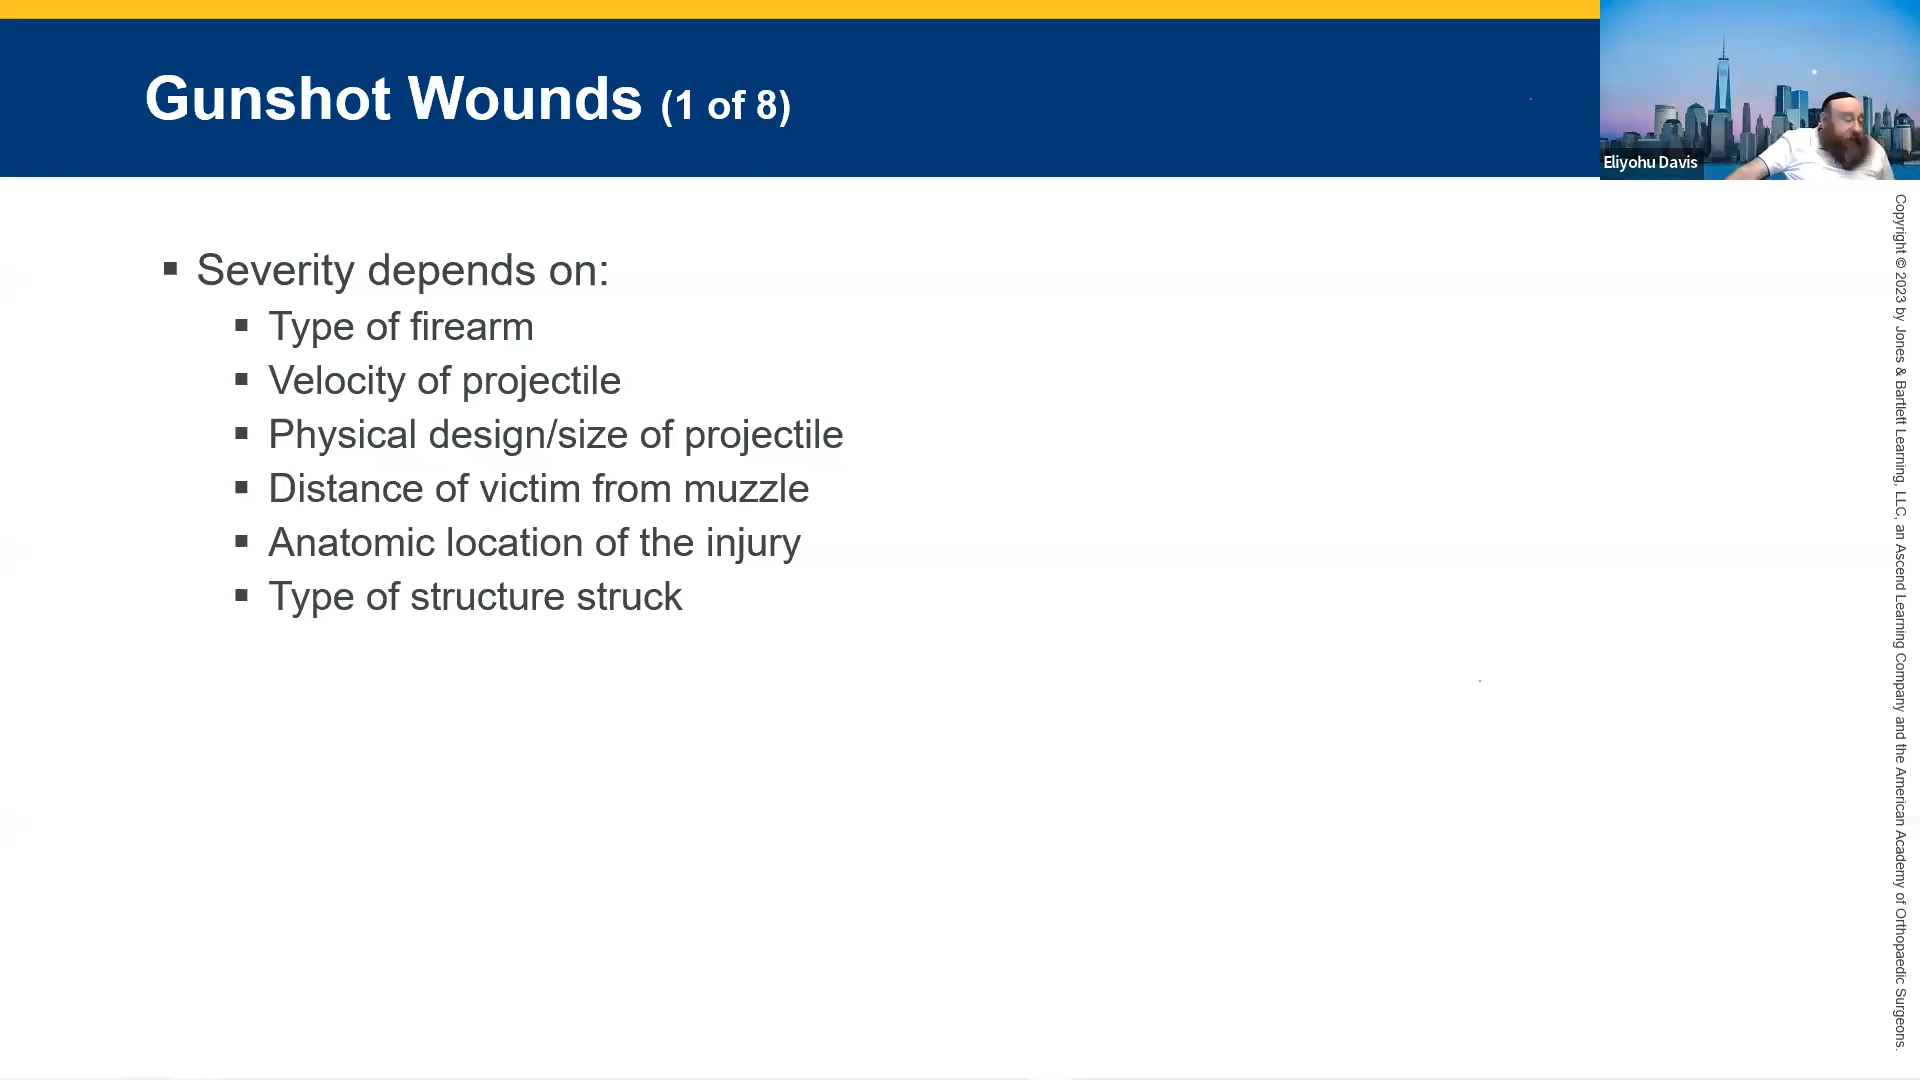 Gunshot Wounds (1 of 8)
Eliyohu Davis
▪ Severity depends on:
▪ Type of firearm
▪ Velocity of projectile
▪ Physical design/size of projectile
▪ Distance of victim from muzzle
▪ Anatomic location of the injury
▪ Type of structure struck
Copyright © 2023 by Jones & Bartlett Learning, LLC, an Ascend Learning Company and the American Academy of Orthopaedic Surgeons.